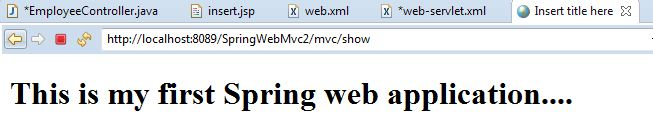 *EmployeeController.java insert.jsp web.xml *web-servlet.xml Insert title here
http://localhost:8089/SpringWebMvc2/mvc/show
This is my first Spring web application....